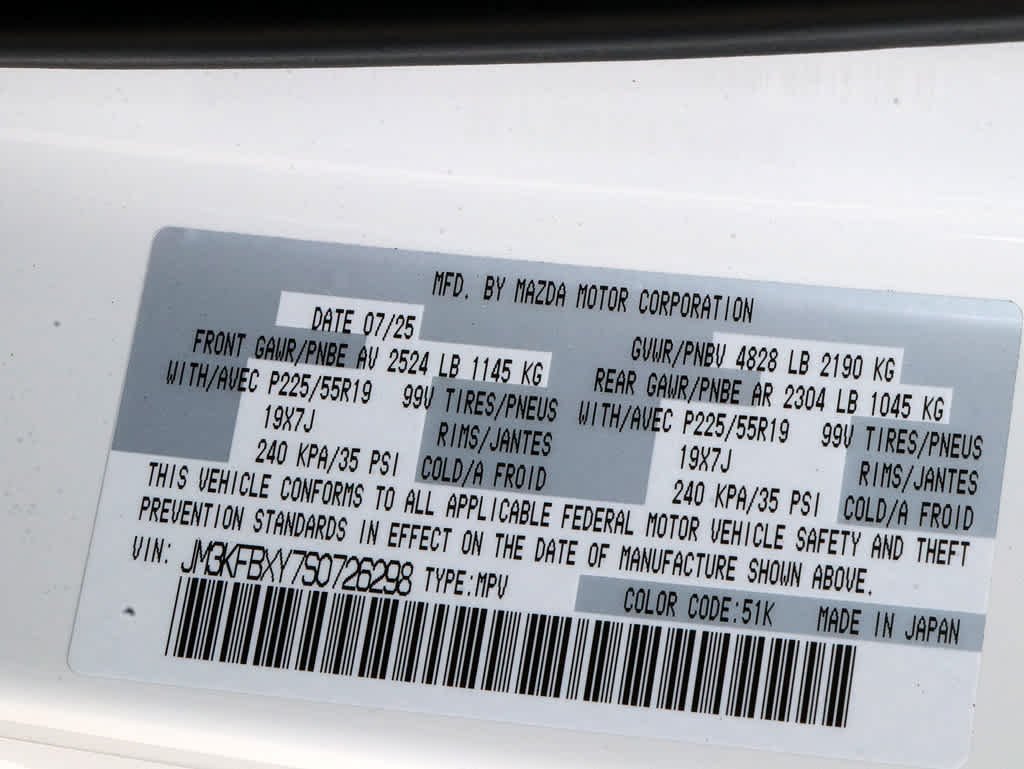 MFD. BY MAZDA MOTOR CORPORATION
DATE 07/25
GVWR/PNBV 4828 LB 2190 KG
FRONT GAWR/PNBE AV 2524 LB 1145 KG
REAR GAWR/PNBE AR 2304 LB 1045 KG
WITH/AVEC P225/55R19 99V TIRES/PNEUS
WITH/AVEC P225/55R19 99V TIRES/PNEUS
19X7J RIMS/JANTES
19X7J RIMS/JANTES
240 KPA/35 PSI COLD/A FROID
240 KPA/35 PSI COLD/A FROID
THIS VEHICLE CONFORMS TO ALL APPLICABLE FEDERAL MOTOR VEHICLE SAFETY AND THEFT
PREVENTION STANDARDS IN EFFECT ON THE DATE OF MANUFACTURE SHOWN ABOVE.
VIN: JM3KFBXY7S0726298 TYPE:MPV
COLOR CODE:51K MADE IN JAPAN